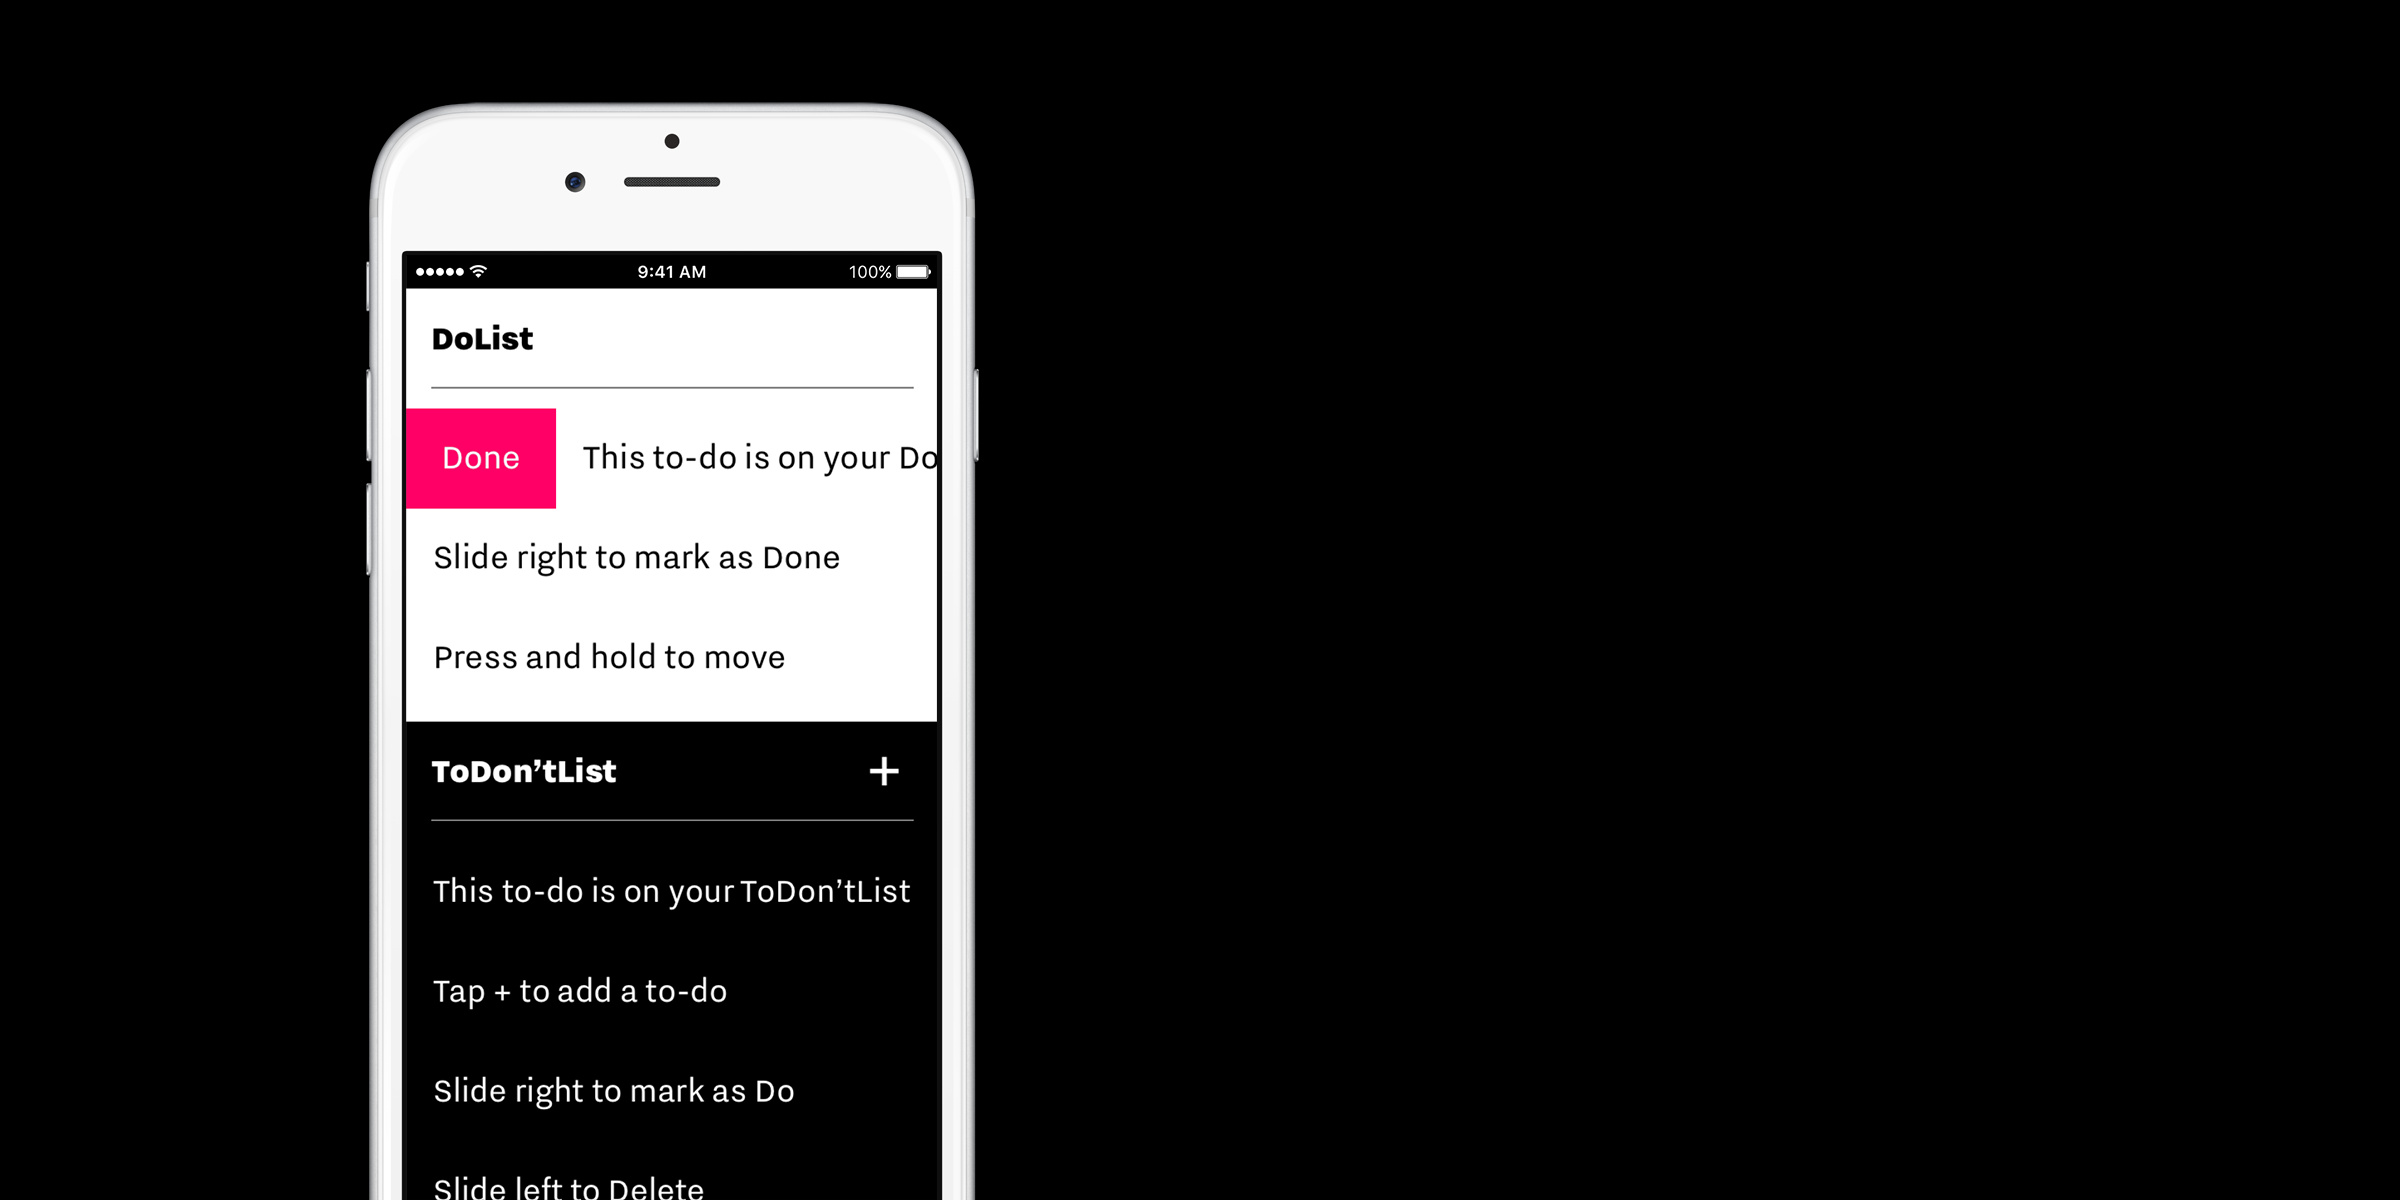 9:41 AM 100%
DoList
Done This to-do is on your Do
Slide right to mark as Done
Press and hold to move
ToDon’tList +
This to-do is on your ToDon’tList
Tap + to add a to-do
Slide right to mark as Do
Slide left to Delete